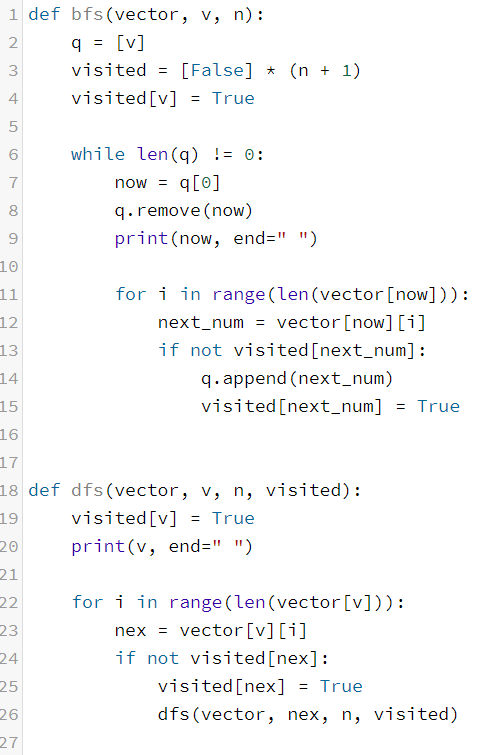 1 def bfs(vector, v, n):
2     q = [v]
3     visited = [False] * (n + 1)
4     visited[v] = True
5
6     while len(q) != 0:
7         now = q[0]
8         q.remove(now)
9         print(now, end=" ")
10
11         for i in range(len(vector[now])):
12             next_num = vector[now][i]
13             if not visited[next_num]:
14                 q.append(next_num)
15                 visited[next_num] = True
16
17
18 def dfs(vector, v, n, visited):
19     visited[v] = True
20     print(v, end=" ")
21
22     for i in range(len(vector[v])):
23         nex = vector[v][i]
24         if not visited[nex]:
25             visited[nex] = True
26             dfs(vector, nex, n, visited)
27